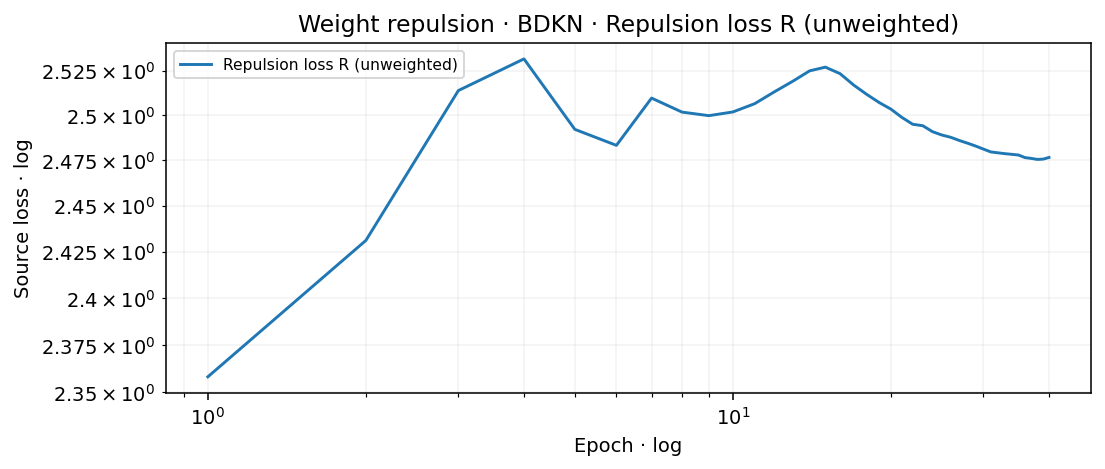 Weight repulsion · BDKN · Repulsion loss R (unweighted)
Repulsion loss R (unweighted)
Source loss · log
2.525 × 10⁰
2.5 × 10⁰
2.475 × 10⁰
2.45 × 10⁰
2.425 × 10⁰
2.4 × 10⁰
2.375 × 10⁰
2.35 × 10⁰
10⁰
10¹
Epoch · log